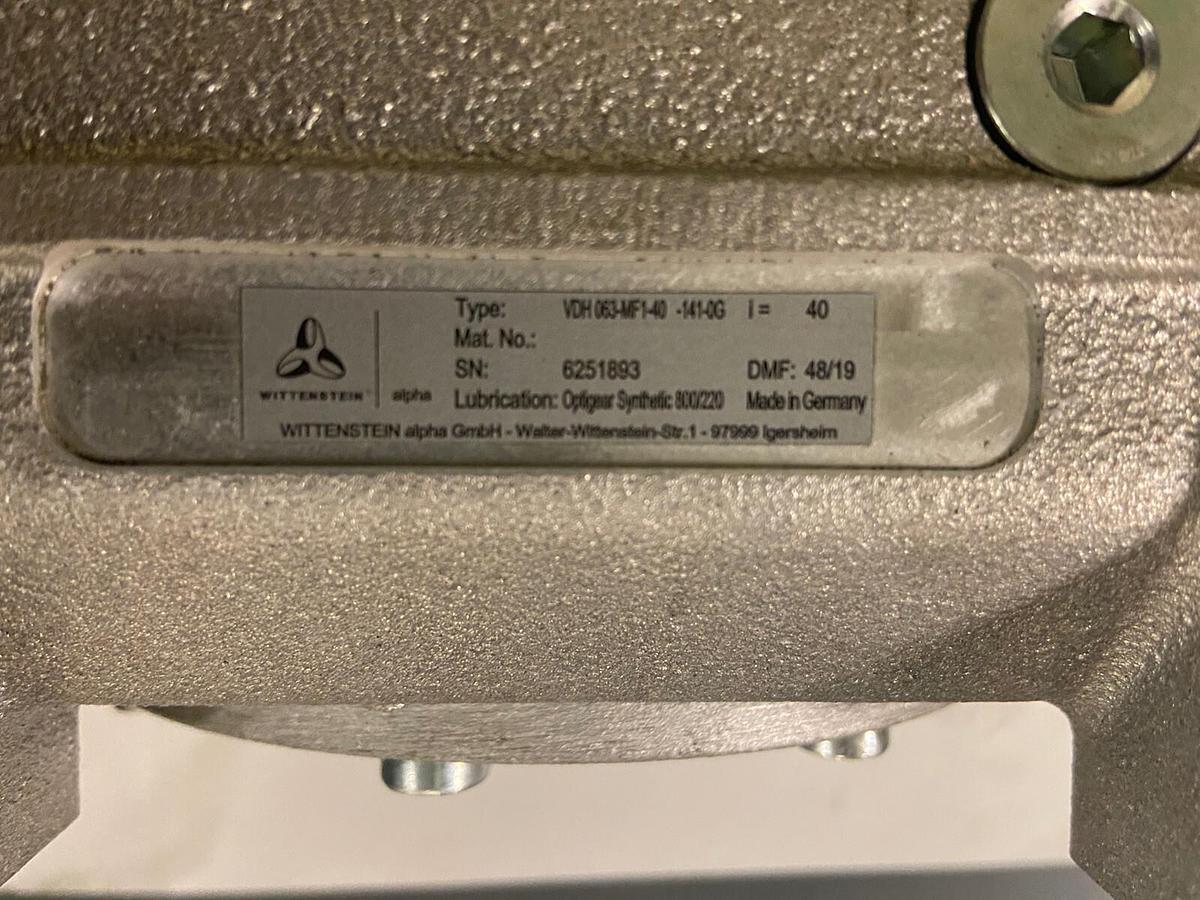 Type: VDH 063-MF1-40 -141-0G i = 40
Mat. No.:
SN: 6251893 DMF: 48/19
WITTENSTEIN alpha Lubrication: Optigear Synthetic 800/220 Made in Germany
WITTENSTEIN alpha GmbH - Walter-Wittenstein-Str.1 - 97999 Igersheim